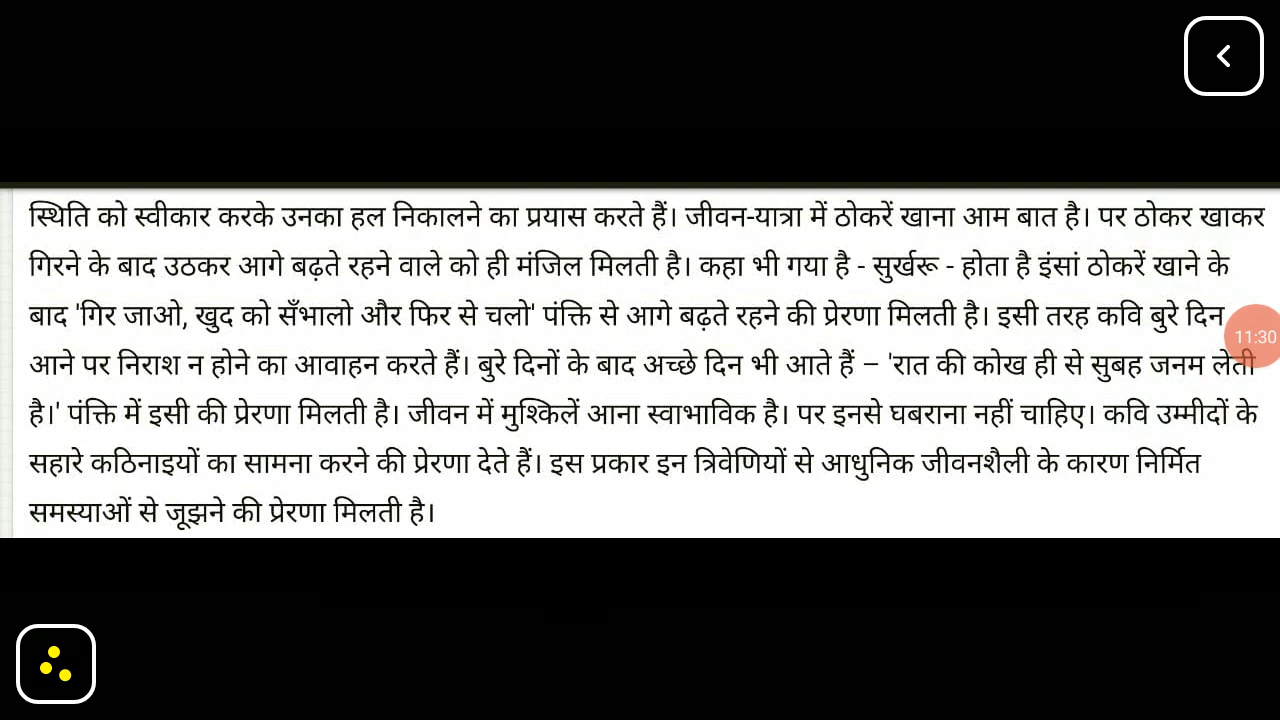 स्थिति को स्वीकार करके उनका हल निकालने का प्रयास करते हैं। जीवन-यात्रा में ठोकरें खाना आम बात है। पर ठोकर खाकर
गिरने के बाद उठकर आगे बढ़ते रहने वाले को ही मंजिल मिलती है। कहा भी गया है - सुर्खरू - होता है इंसां ठोकरें खाने के
बाद 'गिर जाओ, खुद को सँभालो और फिर से चलो' पंक्ति से आगे बढ़ते रहने की प्रेरणा मिलती है। इसी तरह कवि बुरे दिन
11:30
आने पर निराश न होने का आवाहन करते हैं। बुरे दिनों के बाद अच्छे दिन भी आते हैं – 'रात की कोख ही से सुबह जनम लेती
है।' पंक्ति में इसी की प्रेरणा मिलती है। जीवन में मुश्किलें आना स्वाभाविक है। पर इनसे घबराना नहीं चाहिए। कवि उम्मीदों के
सहारे कठिनाइयों का सामना करने की प्रेरणा देते हैं। इस प्रकार इन त्रिवेणियों से आधुनिक जीवनशैली के कारण निर्मित
समस्याओं से जूझने की प्रेरणा मिलती है।